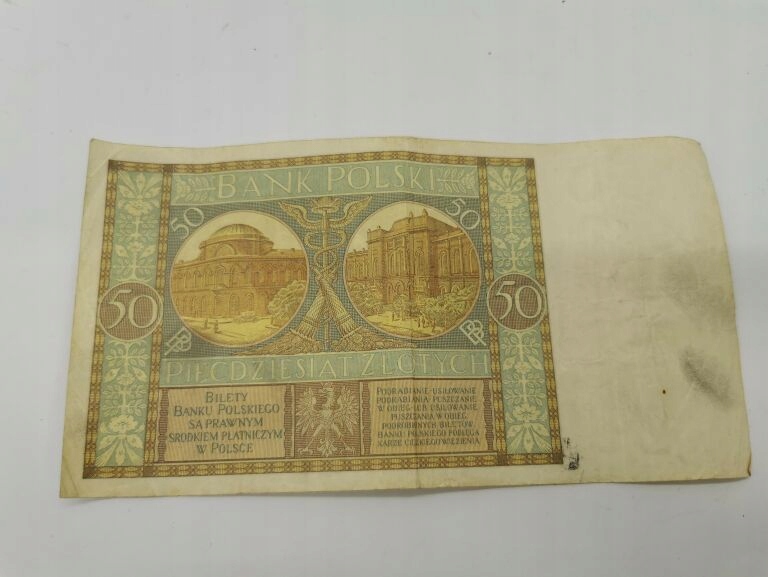 BANK POLSKI
50
50
50
50
PIĘĆDZIESIĄT ZŁOTYCH
BILETY
BANKU POLSKIEGO
SĄ PRAWNYM
ŚRODKIEM PŁATNICZYM
W POLSCE
PODRABIANIE·USIŁOWANIE
PODRABIANIA·PUSZCZANIE
W OBIEG·LUB USIŁOWANIE
PUSZCZANIA W OBIEG
PODROBIONYCH BILETÓW
BANKU POLSKIEGO PODLEGA
KARZE CIĘŻKIEGO WIĘZIENIA